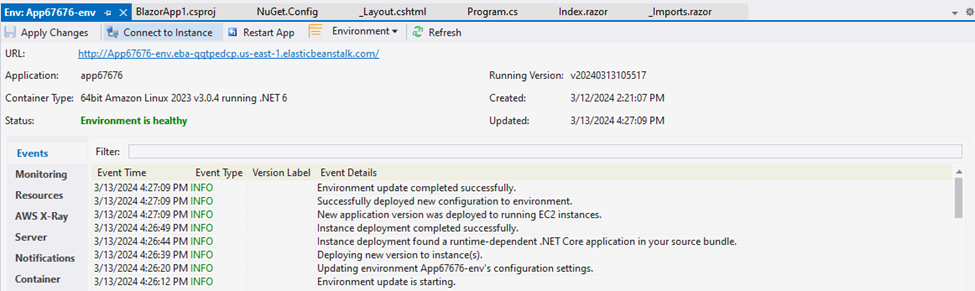 Env: App67676-env BlazorApp1.csproj NuGet.Config _Layout.cshtml Program.cs Index.razor _Imports.razor
Apply Changes Connect to Instance Restart App Environment Refresh
URL: http://App67676-env.eba-qqtpedcp.us-east-1.elasticbeanstalk.com/
Application: app67676 Running Version: v20240313105517
Container Type: 64bit Amazon Linux 2023 v3.0.4 running .NET 6 Created: 3/12/2024 2:21:07 PM
Status: Environment is healthy Updated: 3/13/2024 4:27:09 PM
Events Filter:
Monitoring
Resources
AWS X-Ray
Server
Notifications
Container
Event Time Event Type Version Label Event Details
3/13/2024 4:27:09 PM INFO Environment update completed successfully.
3/13/2024 4:27:09 PM INFO Successfully deployed new configuration to environment.
3/13/2024 4:27:09 PM INFO New application version was deployed to running EC2 instances.
3/13/2024 4:26:49 PM INFO Instance deployment completed successfully.
3/13/2024 4:26:44 PM INFO Instance deployment found a runtime-dependent .NET Core application in your source bundle.
3/13/2024 4:26:39 PM INFO Deploying new version to instance(s).
3/13/2024 4:26:20 PM INFO Updating environment App67676-env's configuration settings.
3/13/2024 4:26:12 PM INFO Environment update is starting.